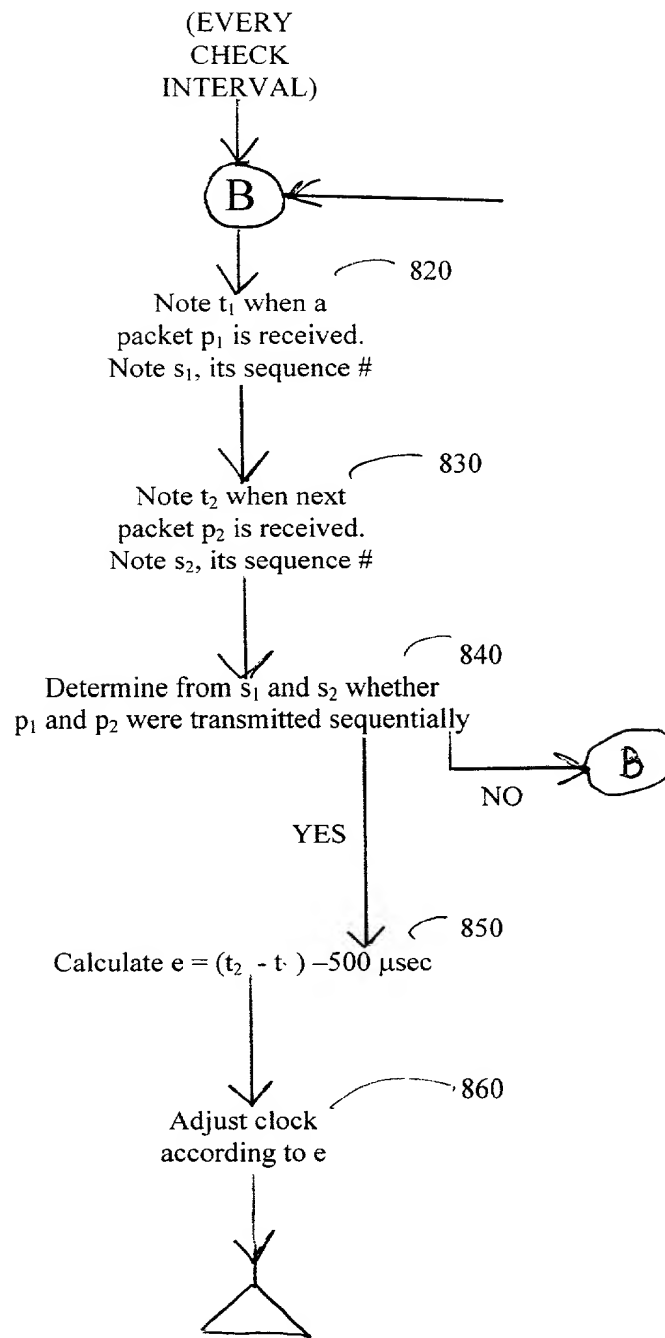 (EVERY
CHECK
INTERVAL)
B
820
Note t₁ when a
packet p₁ is received.
Note s₁, its sequence #
830
Note t₂ when next
packet p₂ is received.
Note s₂, its sequence #
840
Determine from s₁ and s₂ whether
p₁ and p₂ were transmitted sequentially
B
NO
YES
850
Calculate e = (t₂ - t ) –500 μsec
860
Adjust clock
according to e